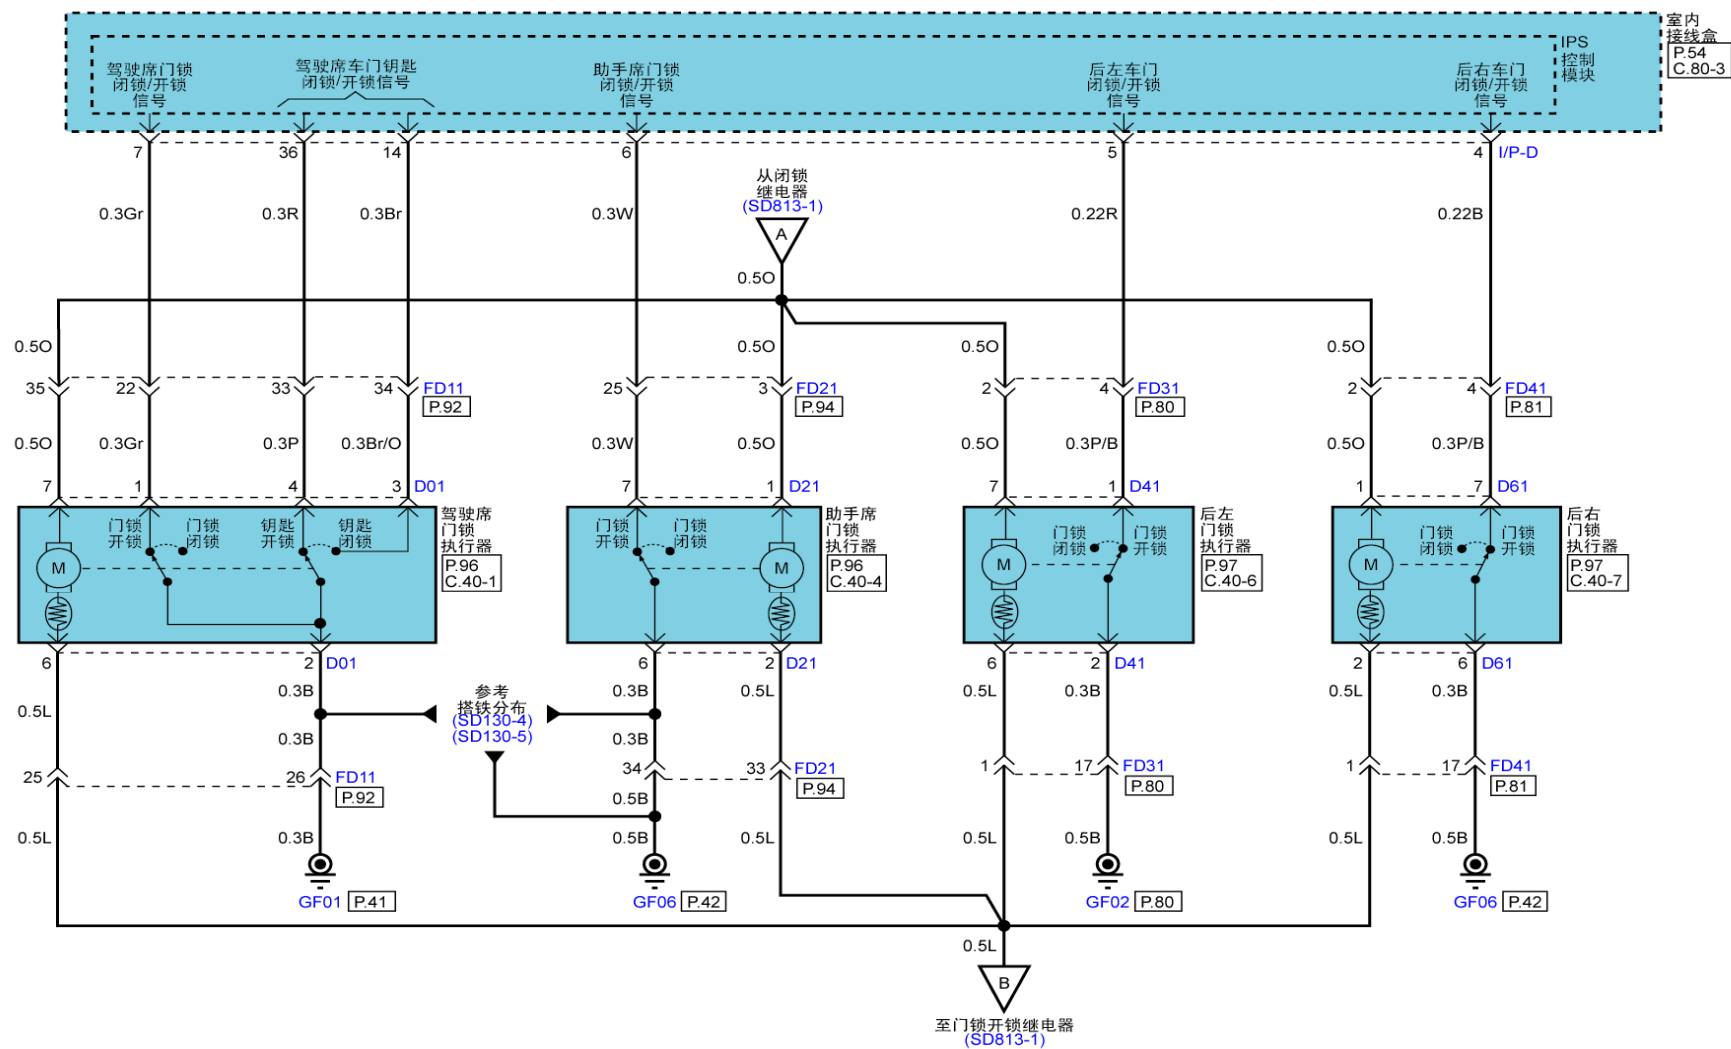 室内
接线盒
P.54
C.80-3
IPS
控制
模块
驾驶席门锁
闭锁/开锁
信号
驾驶席车门钥匙
闭锁/开锁信号
助手席门锁
闭锁/开锁
信号
后左车门
闭锁/开锁
信号
后右车门
闭锁/开锁
信号
7 36 14 6 5 4 I/P-D
从闭锁
继电器
(SD813-1)
A
0.3Gr 0.3R 0.3Br 0.3W 0.22R 0.22B
0.5O
0.5O 0.5O 0.5O 0.5O
35 22 33 34 FD11 25 3 FD21 2 4 FD31 2 4 FD41
P.92 P.94 P.80 P.81
0.5O 0.3Gr 0.3P 0.3Br/O 0.3W 0.5O 0.5O 0.3P/B 0.5O 0.3P/B
7 1 4 3 D01 7 1 D21 7 1 D41 1 7 D61
门锁
开锁
门锁
闭锁
钥匙
开锁
钥匙
闭锁
M
驾驶席
门锁
执行器
P.96
C.40-1
门锁
开锁
门锁
闭锁
M
助手席
门锁
执行器
P.96
C.40-4
M
门锁
闭锁
门锁
开锁
后左
门锁
执行器
P.97
C.40-6
M
门锁
闭锁
门锁
开锁
后右
门锁
执行器
P.97
C.40-7
6 2 D01 6 2 D21 6 2 D41 2 6 D61
0.5L 0.3B 0.3B 0.5L 0.5L 0.3B 0.5L 0.3B
参考
搭铁分布
(SD130-4)
(SD130-5)
0.3B 0.3B
25 26 FD11 34 33 FD21 1 17 FD31 1 17 FD41
P.92 P.94 P.80 P.81
0.5B
0.5L 0.3B 0.5B 0.5L 0.5L 0.5B 0.5L 0.5B
GF01 P.41 GF06 P.42 GF02 P.80 GF06 P.42
0.5L
B
至门锁开锁继电器
(SD813-1)